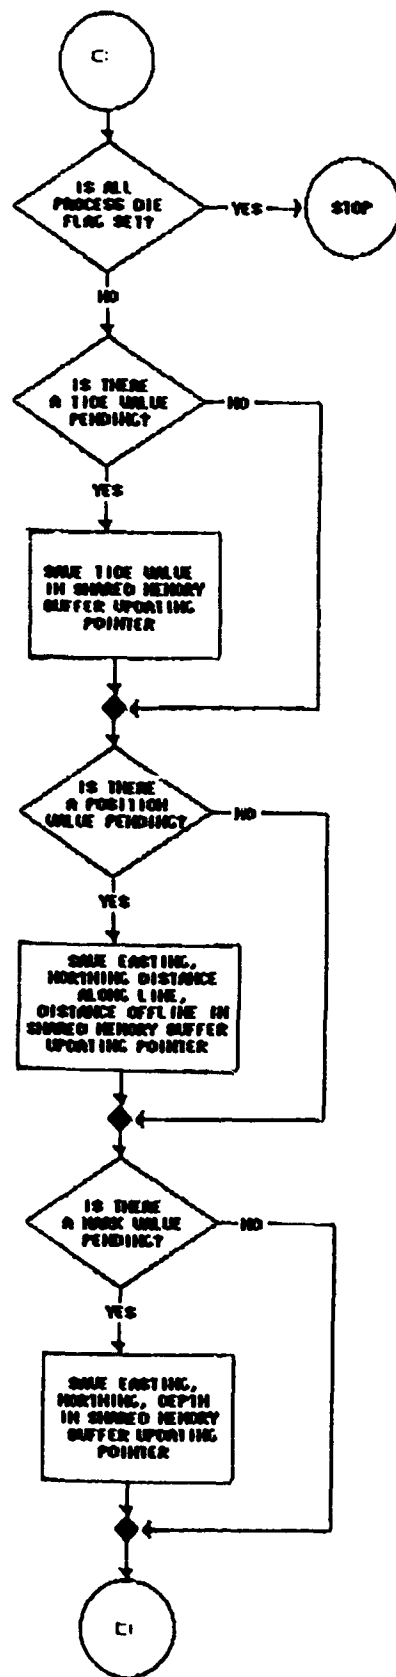 IS ALL
PROCESS DIE
FLAG SET?
YES
STOP
NO
IS THERE
A TIDE VALUE
PENDING?
NO
YES
SAVE TIDE VALUE
IN SHARED MEMORY
BUFFER UPDATING
POINTER
IS THERE
A POSITION
VALUE PENDING?
NO
YES
SAVE EASTING,
NORTHING DISTANCE
ALONG LINE,
DISTANCE OFFLINE IN
SHARED MEMORY BUFFER
UPDATING POINTER
IS THERE
A MARK VALUE
PENDING?
NO
YES
SAVE EASTING,
NORTHING, DEPTH
IN SHARED MEMORY
BUFFER UPDATING
POINTER